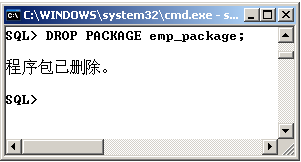 C:\WINDOWS\system32\cmd.exe - s...
SQL> DROP PACKAGE emp_package;
程序包已删除。
SQL>